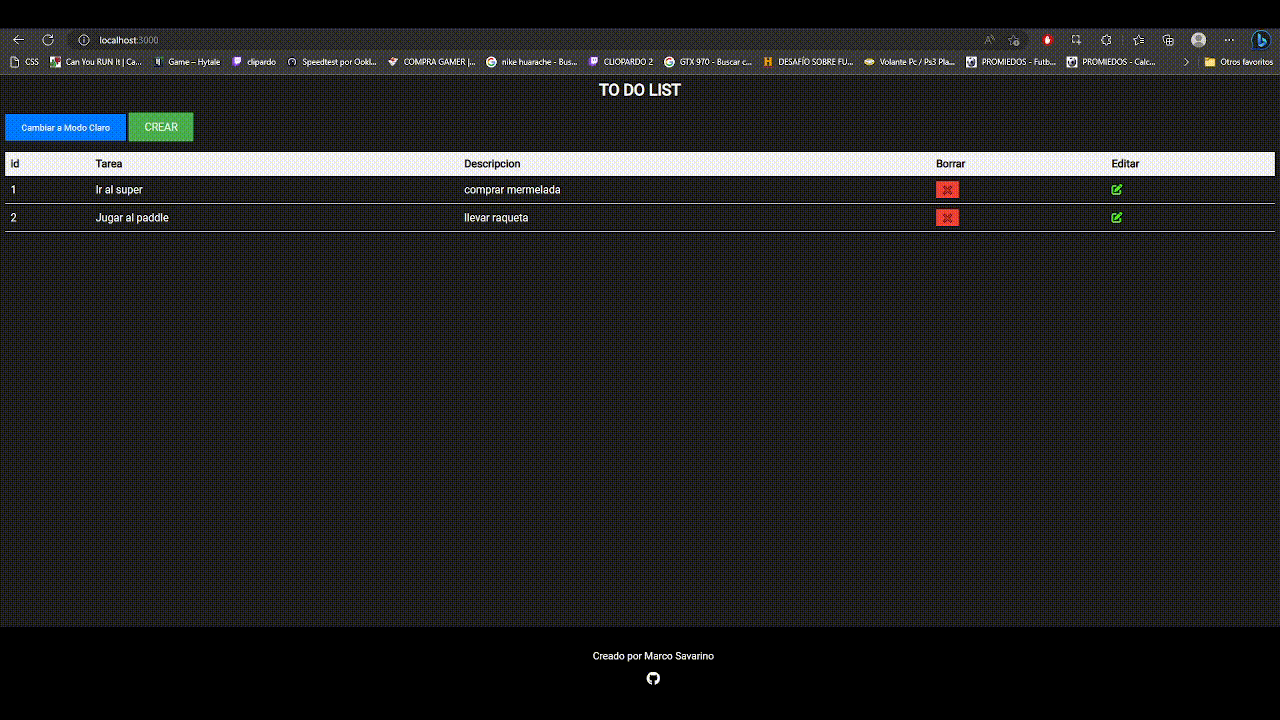 localhost:3000
CSS Can You RUN It | Ca... Game – Hytale clipardo Speedtest por Ookl... COMPRA GAMER |... nike huarache - Bus... CLIOPARDO 2 GTX 970 - Buscar c... DESAFÍO SOBRE FU... Volante Pc / Ps3 Pla... PROMIEDOS - Futb... PROMIEDOS - Calc... Otros favoritos
TO DO LIST
Cambiar a Modo Claro CREAR
id Tarea Descripcion Borrar Editar
1 Ir al super comprar mermelada
2 Jugar al paddle llevar raqueta
Creado por Marco Savarino